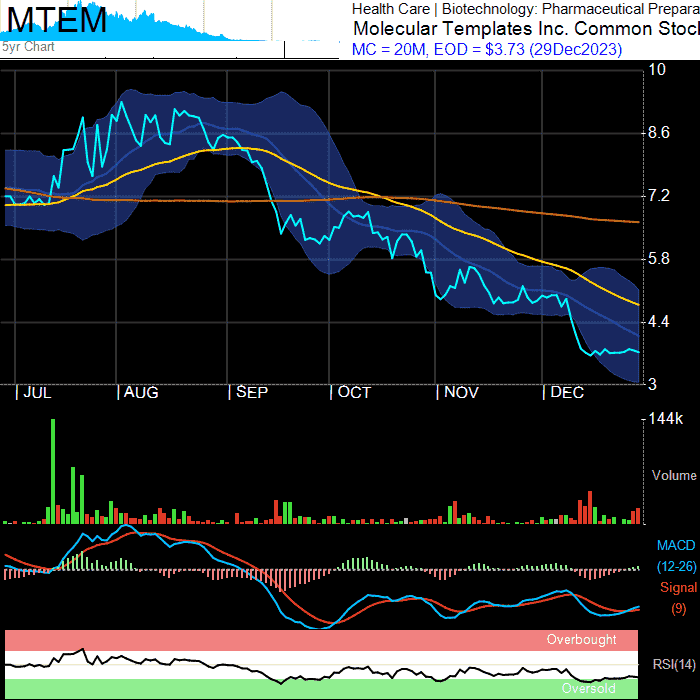 MTEM
5yr Chart
Health Care | Biotechnology: Pharmaceutical Prepara
Molecular Templates Inc. Common Stoc
MC = 20M, EOD = $3.73 (29Dec2023)
10
8.6
7.2
5.8
4.4
3
JUL AUG SEP OCT NOV DEC
144k
Volume
MACD
(12-26)
Signal
(9)
Overbought
RSI(14)
Oversold